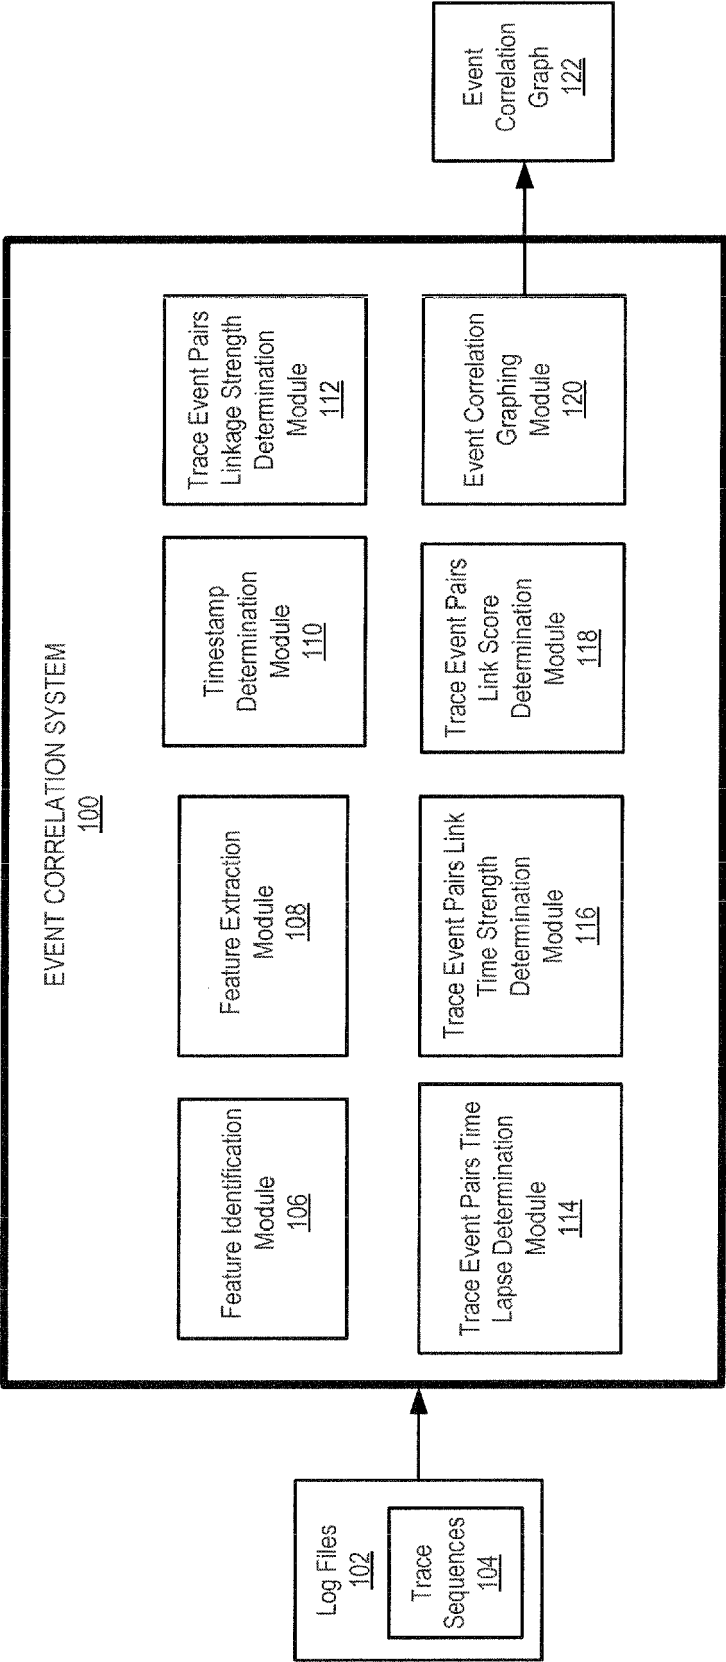 EVENT CORRELATION SYSTEM
100
Log Files
102
Trace
Sequences
104
Feature Identification
Module
106
Feature Extraction
Module
108
Timestamp
Determination
Module
110
Trace Event Pairs
Linkage Strength
Determination
Module
112
Trace Event Pairs Time
Lapse Determination
Module
114
Trace Event Pairs Link
Time Strength
Determination
Module
116
Trace Event Pairs
Link Score
Determination
Module
118
Event Correlation
Graphing
Module
120
Event
Correlation
Graph
122